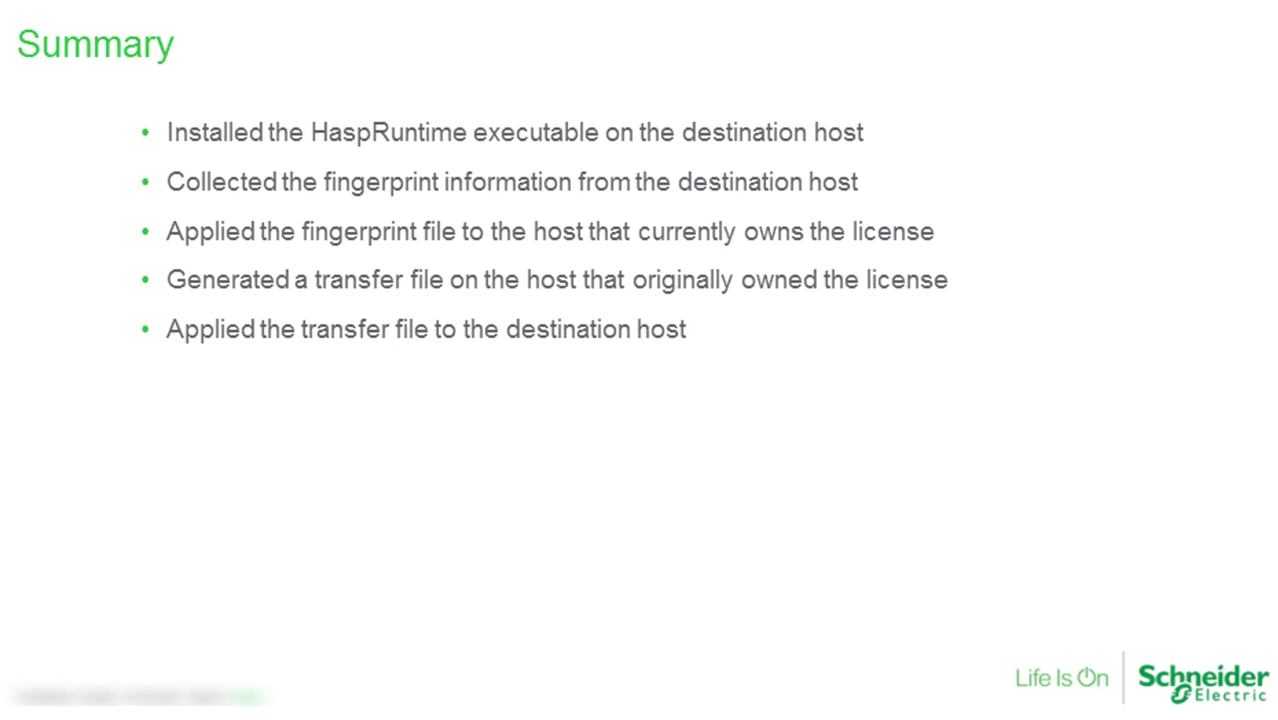 Summary
• Installed the HaspRuntime executable on the destination host
• Collected the fingerprint information from the destination host
• Applied the fingerprint file to the host that currently owns the license
• Generated a transfer file on the host that originally owned the license
• Applied the transfer file to the destination host
Life Is On
Schneider
Electric